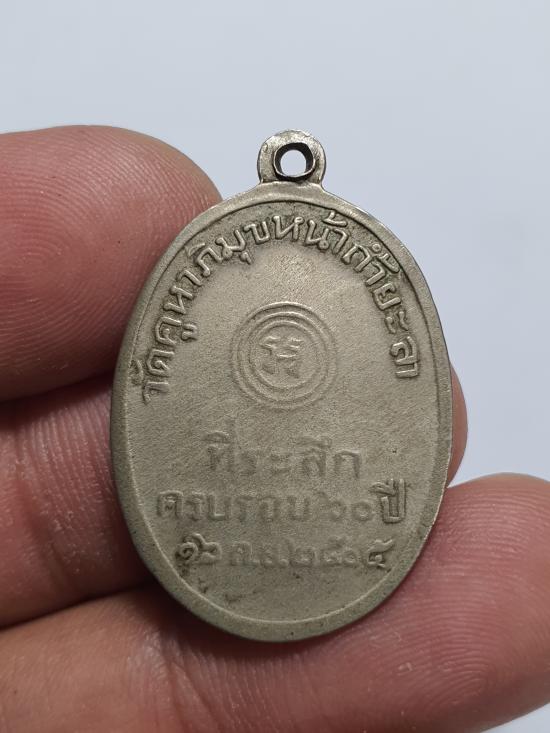 วัดคูหาภิมุขหน้าถ้ำยะลา
ที่ระลึก
ครบรอบ ๖๐ ปี
๑๖ ก.ย. ๒๕๐๕